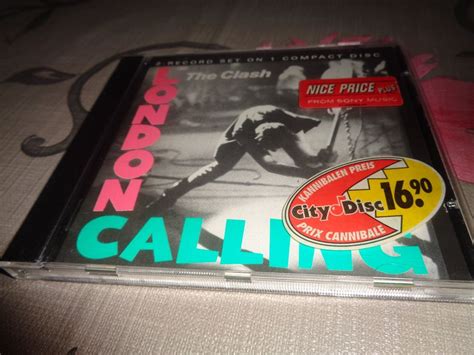 2 RECORD SET ON 1 COMPACT DISC
The Clash
LONDON
CALLING
NICE PRICE PLUS
FROM SONY MUSIC
KANNIBALEN PREIS
City Disc 16.90
PRIX CANNIBALE